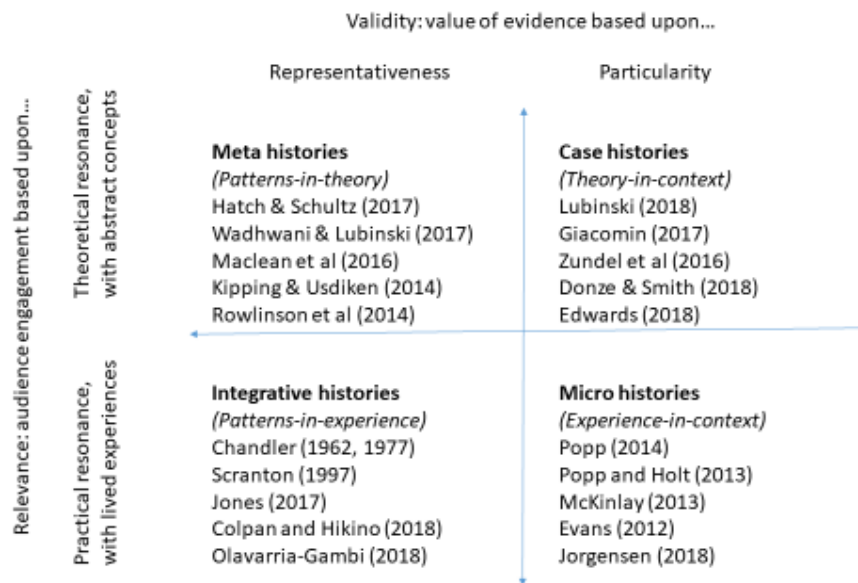 Validity: value of evidence based upon...
Representativeness
Particularity
Relevance: audience engagement based upon...
Theoretical resonance,
with abstract concepts
Meta histories
(Patterns-in-theory)
Hatch & Schultz (2017)
Wadhwani & Lubinski (2017)
Maclean et al (2016)
Kipping & Usdiken (2014)
Rowlinson et al (2014)
Case histories
(Theory-in-context)
Lubinski (2018)
Giacomin (2017)
Zundel et al (2016)
Donze & Smith (2018)
Edwards (2018)
Practical resonance,
with lived experiences
Integrative histories
(Patterns-in-experience)
Chandler (1962, 1977)
Scranton (1997)
Jones (2017)
Colpan and Hikino (2018)
Olavarria-Gambi (2018)
Micro histories
(Experience-in-context)
Popp (2014)
Popp and Holt (2013)
McKinlay (2013)
Evans (2012)
Jorgensen (2018)